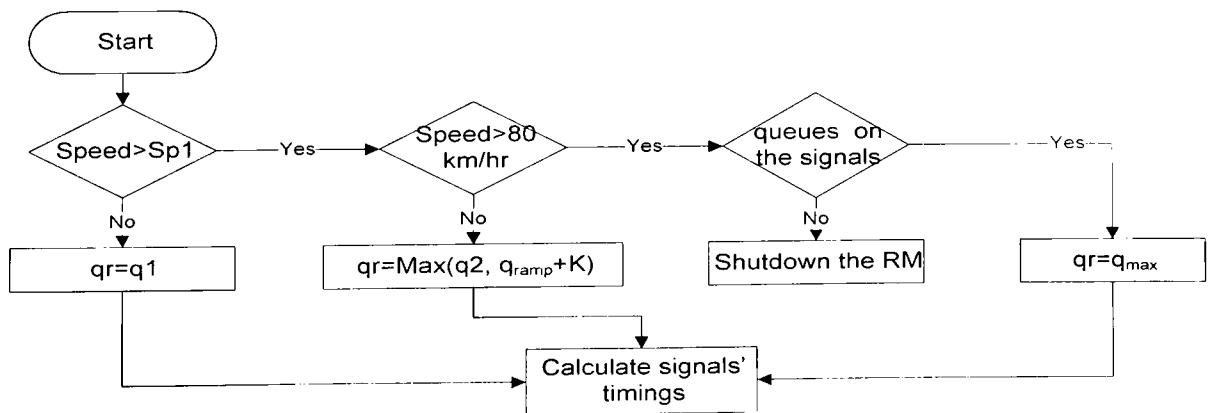 Start
Speed>Sp1
Yes
Speed>80
km/hr
Yes
queues on
the signals
Yes
No
No
No
qr=q1
qr=Max(q2, qramp+K)
Shutdown the RM
qr=qmax
Calculate signals'
timings